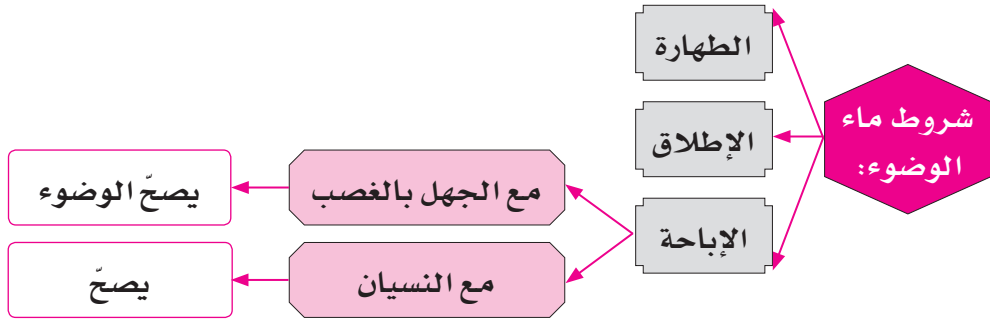 شروط ماء
الوضوء:
الطهارة
الإطلاق
الإباحة
مع الجهل بالغصب
يصحّ الوضوء
مع النسيان
يصحّ